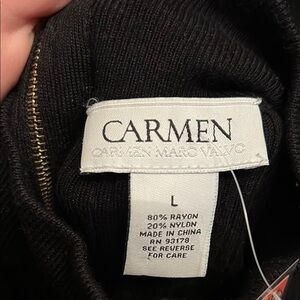 CARMEN
CARMEN MARC VALVO
L
80% RAYON
20% NYLON
MADE IN CHINA
RN 93178
SEE REVERSE
FOR CARE